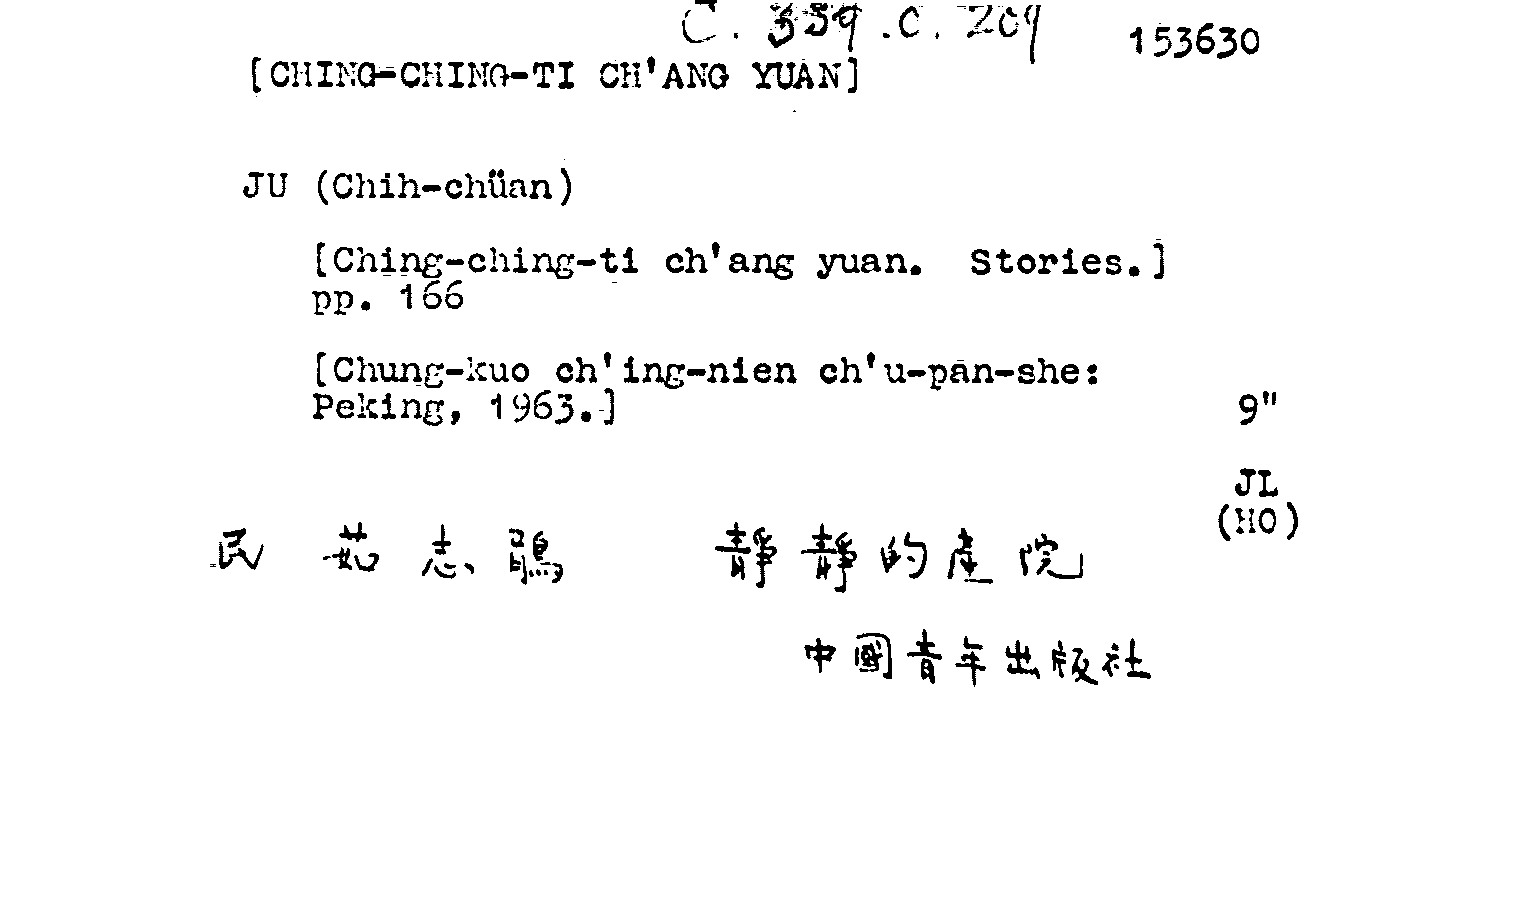 C. 359 .C. 209 153630
[CHING-CHING-TI CH'ANG YUAN]
JU (Chih-chüan)
[Ching-ching-ti ch'ang yuan. Stories.]
pp. 166
[Chung-kuo ch'ing-nien ch'u-pan-she:
Peking, 1963.] 9"
JL
(HO)
民 茹志鵑 靜靜的產院
中國青年出版社